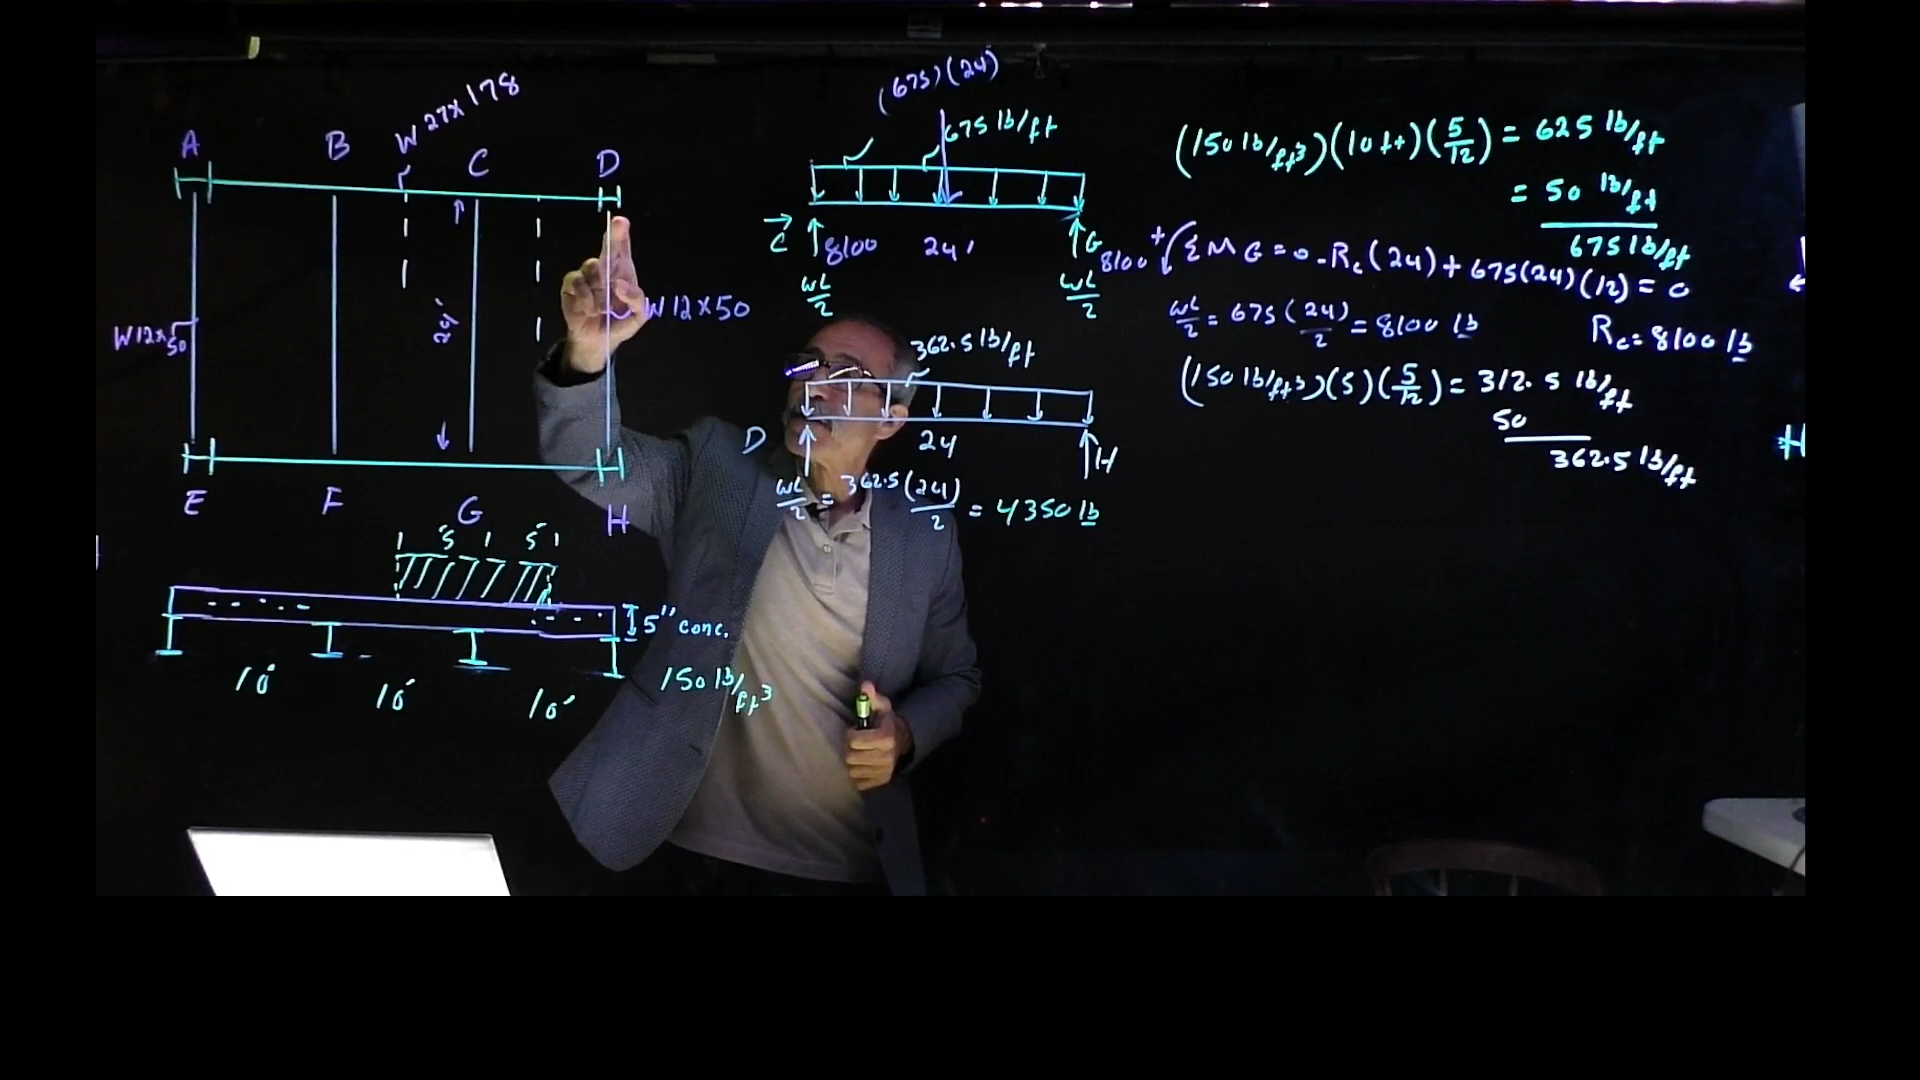 A B W27x178 C D
W12x50
24'
W12x50
E F G H
1 5' 1 5' 1
5" conc.
10' 10' 10'
150 lb/ft³
(675)(24)
675 lb/ft
C 8100 24' G 8100
wL/2 wL/2
362.5 lb/ft
D 24 H
wL/2 = 362.5(24)/2 = 4350 lb
(150 lb/ft³)(10 ft)(5/12) = 625 lb/ft
= 50 lb/ft
675 lb/ft
+ ΣMG = 0 - Rc(24) + 675(24)(12) = 0
wL/2 = 675(24)/2 = 8100 lb
Rc = 8100 lb
(150 lb/ft³)(5)(5/12) = 312.5 lb/ft
50
362.5 lb/ft